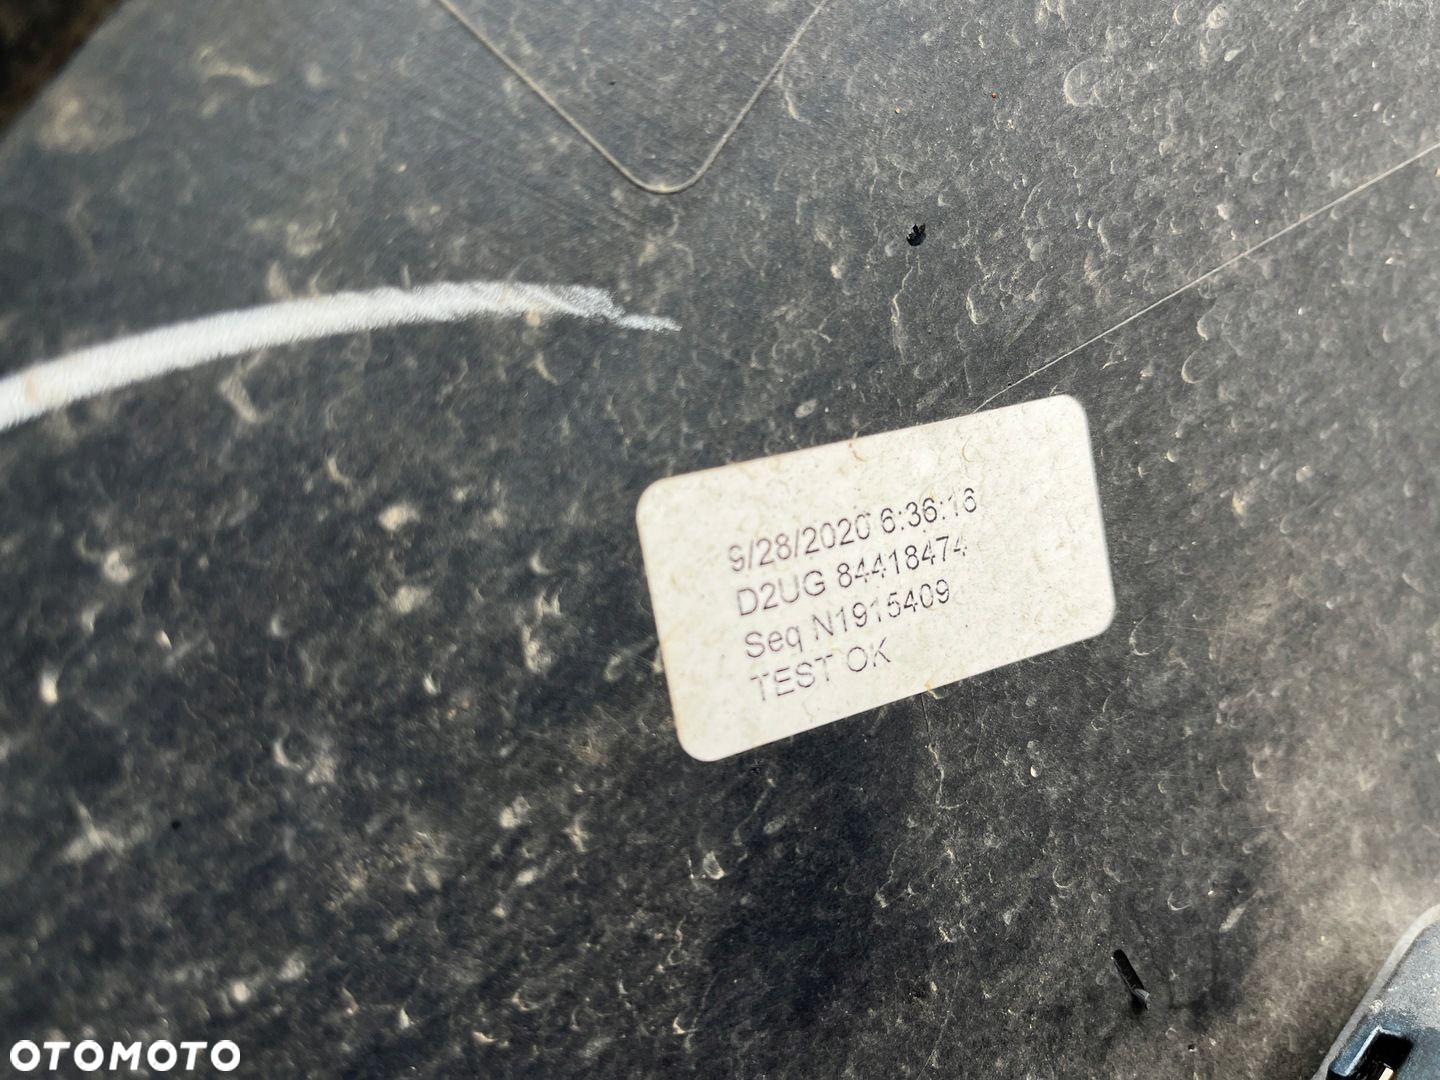 9/28/2020 6:36:16
D2UG 84418474
Seq N1915409
TEST OK
OTOMOTO